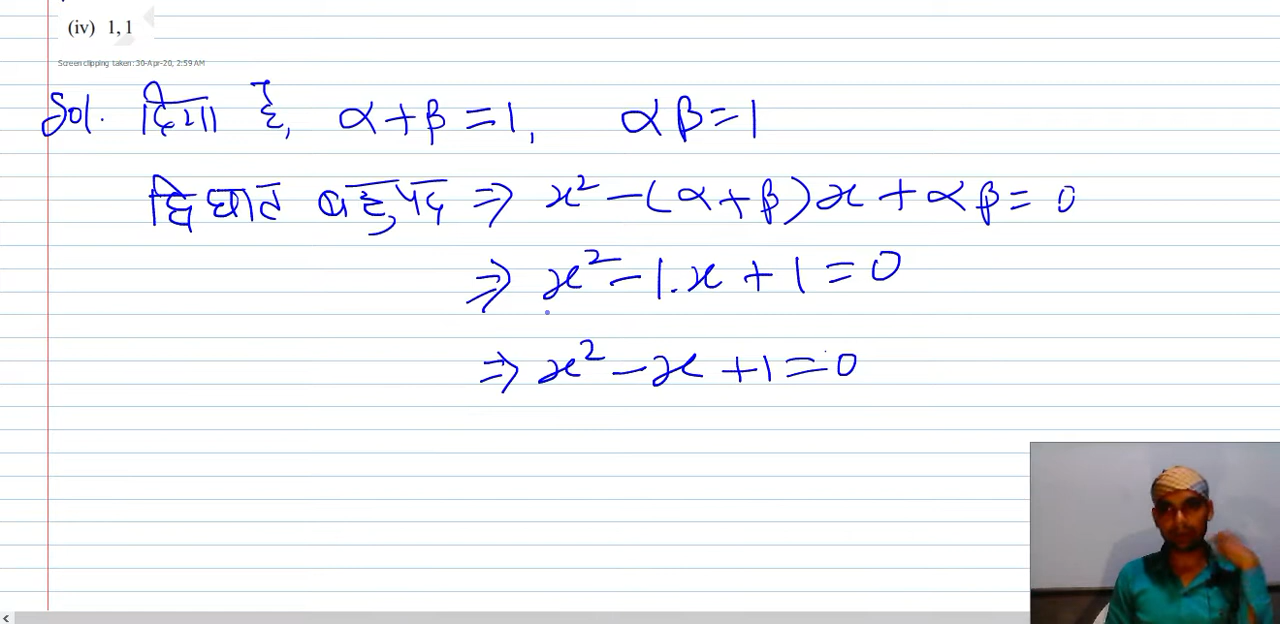 (iv) 1, 1
Screen clipping taken: 30-Apr-20, 2:59 AM
Sol. दिया है, α + β = 1, αβ = 1
द्विघात बहुपद ⇒ x² - (α + β)x + αβ = 0
⇒ x² - 1.x + 1 = 0
⇒ x² - x + 1 = 0